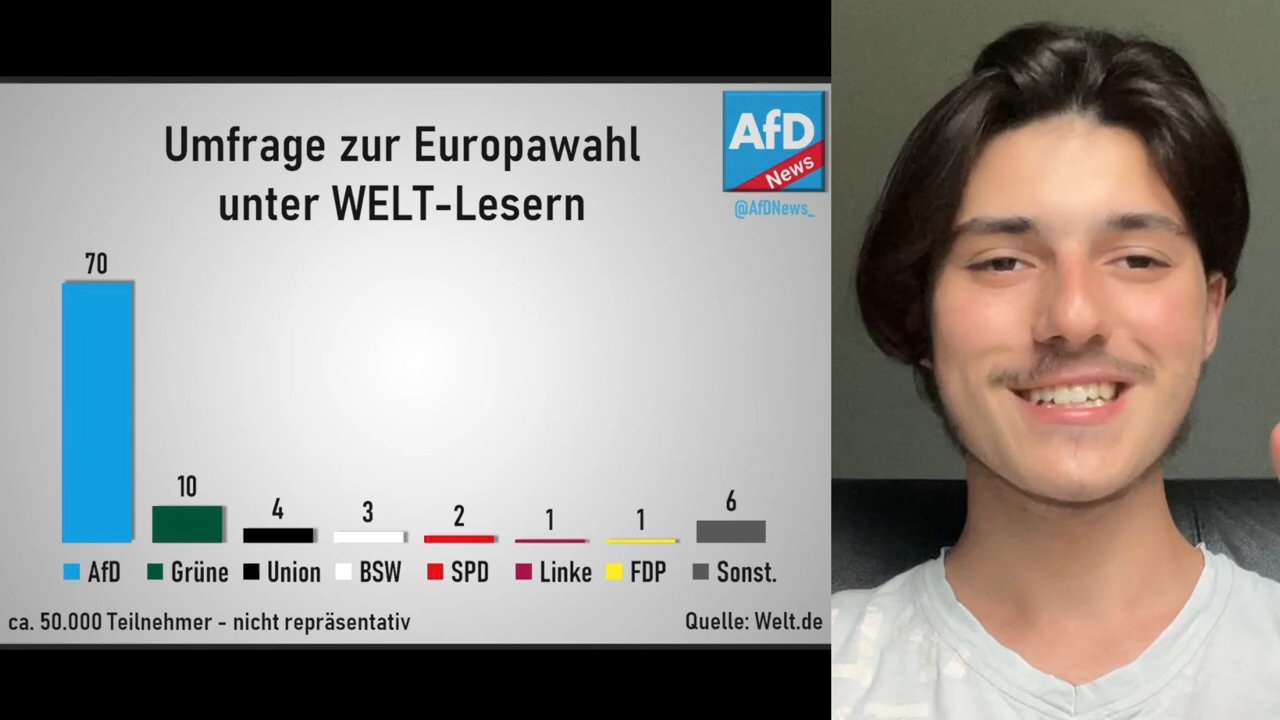 Umfrage zur Europawahl
unter WELT-Lesern
AfD
News
@AfDNews_
70
10
4
3
2
1
1
6
AfD
Grüne
Union
BSW
SPD
Linke
FDP
Sonst.
ca. 50.000 Teilnehmer - nicht repräsentativ
Quelle: Welt.de